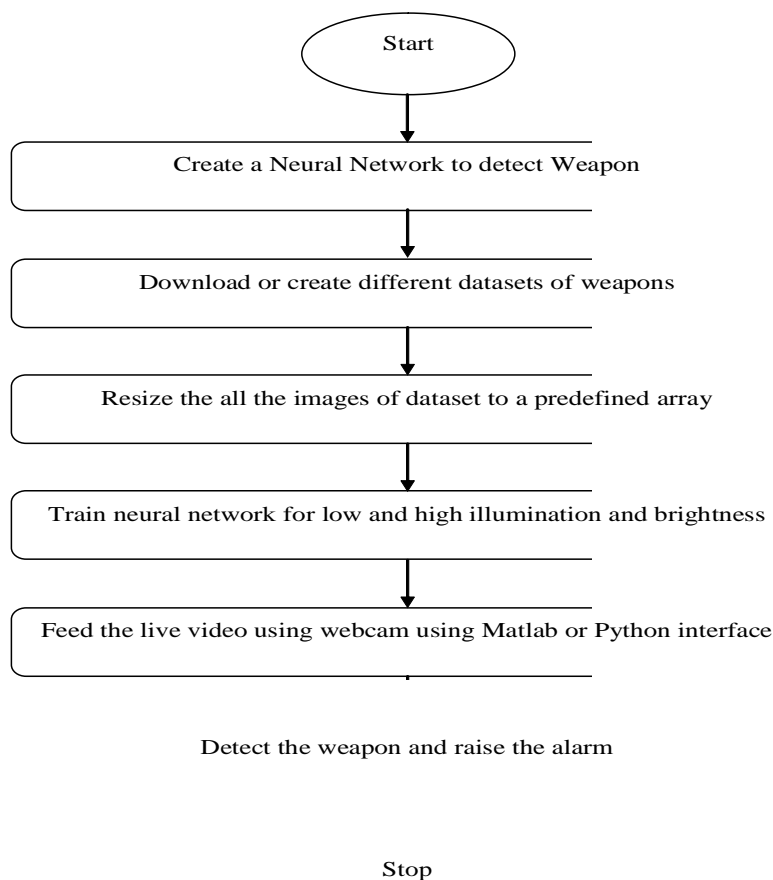 Start
Create a Neural Network to detect Weapon
Download or create different datasets of weapons
Resize the all the images of dataset to a predefined array
Train neural network for low and high illumination and brightness
Feed the live video using webcam using Matlab or Python interface
Detect the weapon and raise the alarm
Stop